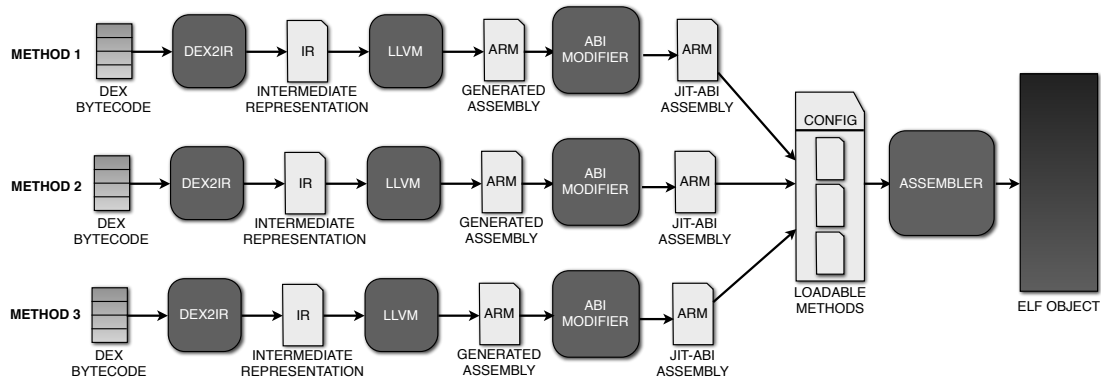 METHOD 1
DEX2IR
IR
LLVM
ARM
ABI
MODIFIER
ARM
DEX
BYTECODE
INTERMEDIATE
REPRESENTATION
GENERATED
ASSEMBLY
JIT-ABI
ASSEMBLY
METHOD 2
DEX2IR
IR
LLVM
ARM
ABI
MODIFIER
ARM
DEX
BYTECODE
INTERMEDIATE
REPRESENTATION
GENERATED
ASSEMBLY
JIT-ABI
ASSEMBLY
METHOD 3
DEX2IR
IR
LLVM
ARM
ABI
MODIFIER
ARM
DEX
BYTECODE
INTERMEDIATE
REPRESENTATION
GENERATED
ASSEMBLY
JIT-ABI
ASSEMBLY
CONFIG
LOADABLE
METHODS
ASSEMBLER
ELF OBJECT